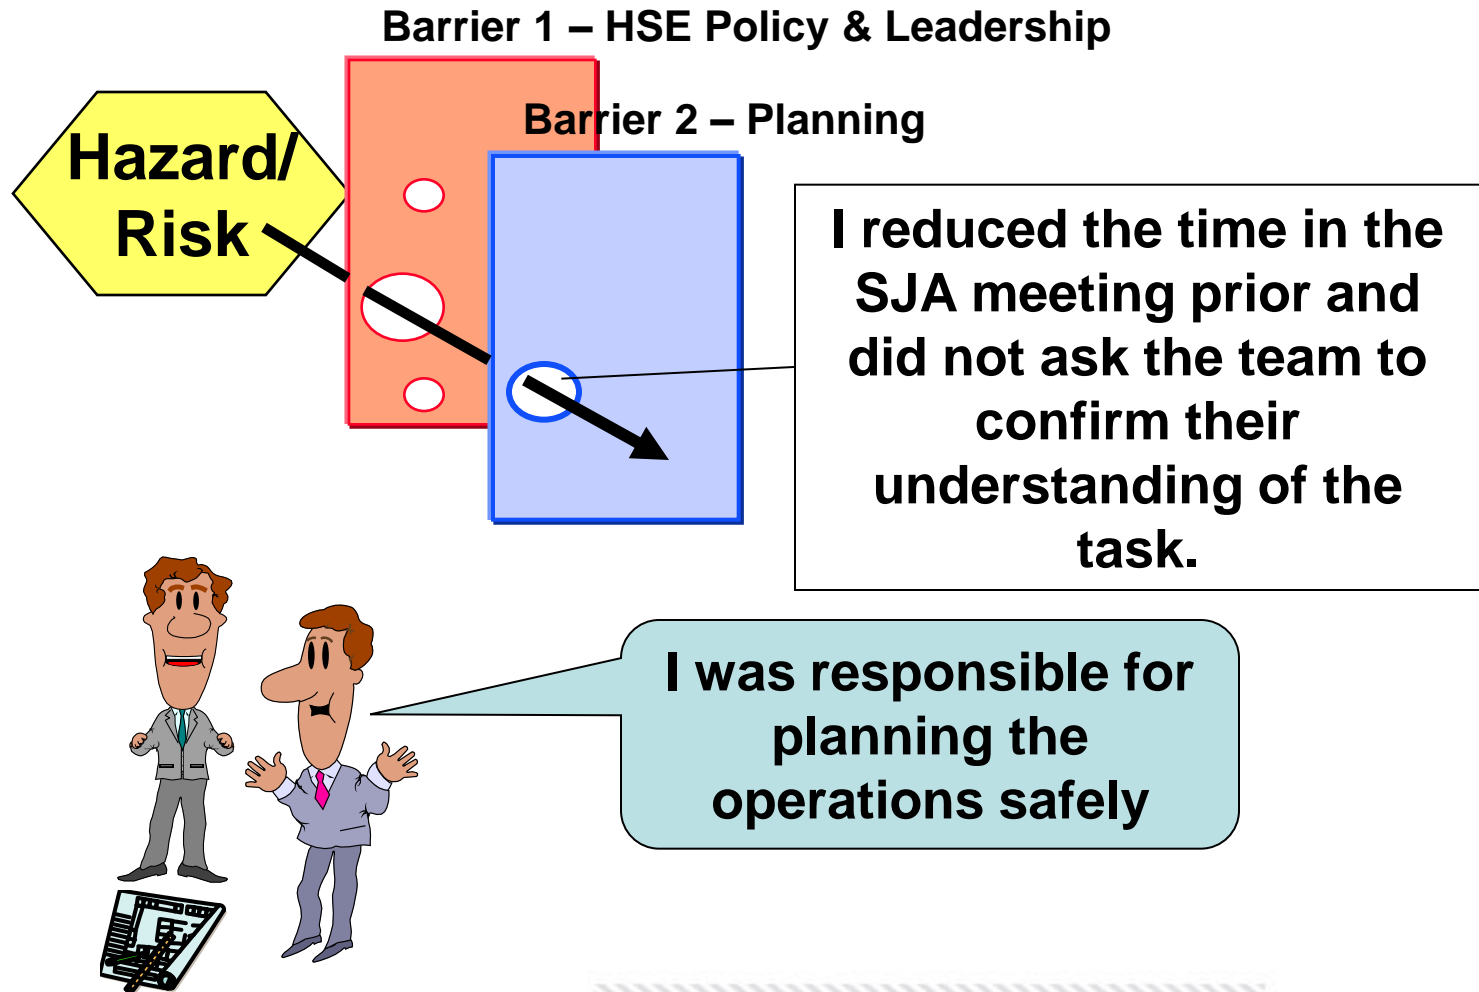 Barrier 1 – HSE Policy & Leadership
Barrier 2 – Planning
Hazard/
Risk
I reduced the time in the
SJA meeting prior and
did not ask the team to
confirm their
understanding of the
task.
I was responsible for
planning the
operations safely